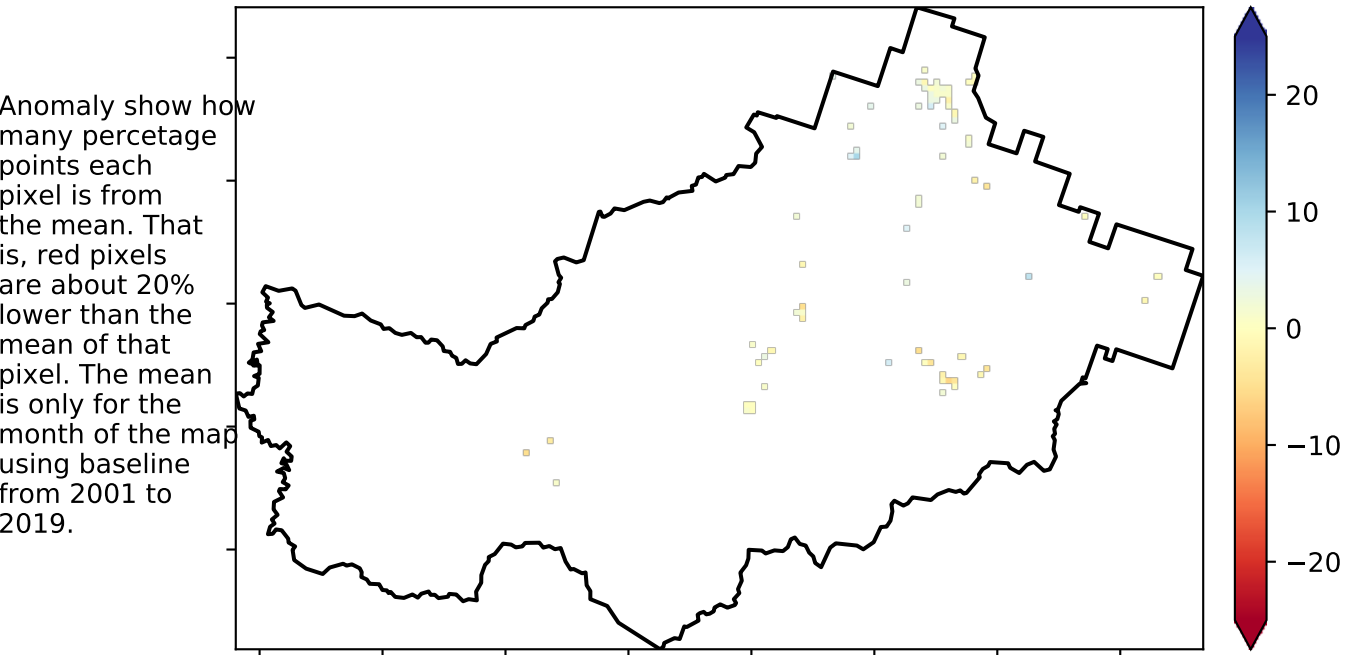 Anomaly show how
many percetage
points each
pixel is from
the mean. That
is, red pixels
are about 20%
lower than the
mean of that
pixel. The mean
is only for the
month of the map
using baseline
from 2001 to
2019.
20
10
0
−10
−20